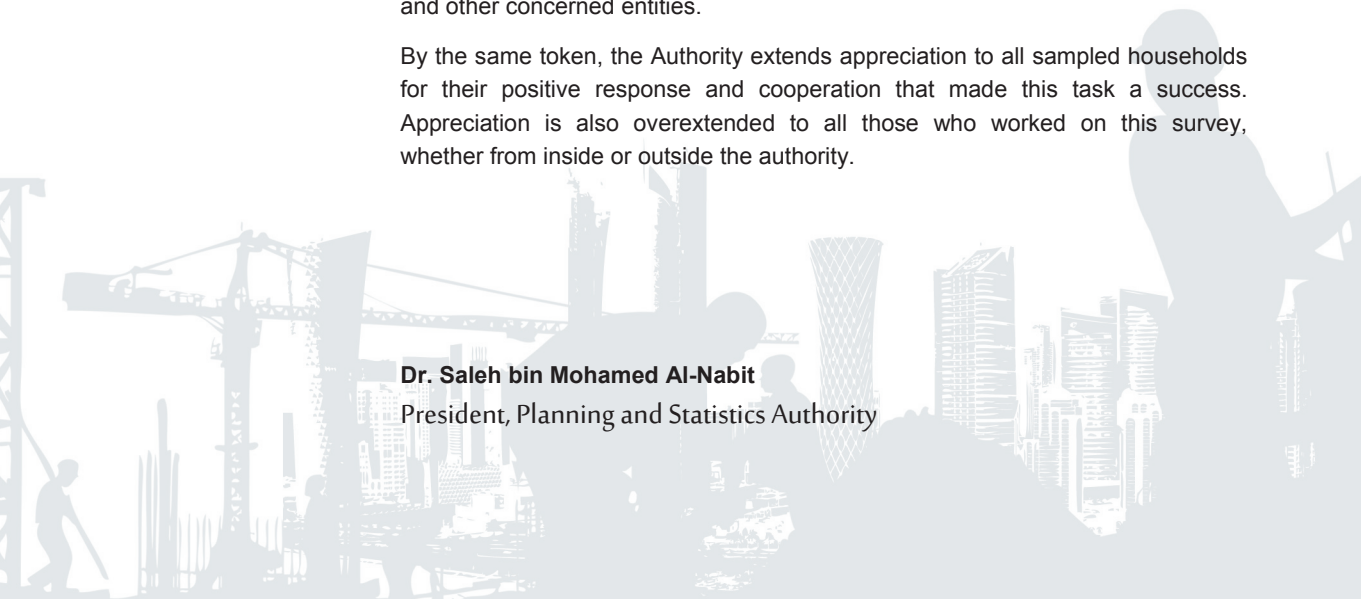 and other concerned entities.
By the same token, the Authority extends appreciation to all sampled households
for their positive response and cooperation that made this task a success.
Appreciation is also overextended to all those who worked on this survey,
whether from inside or outside the authority.
Dr. Saleh bin Mohamed Al-Nabit
President, Planning and Statistics Authority